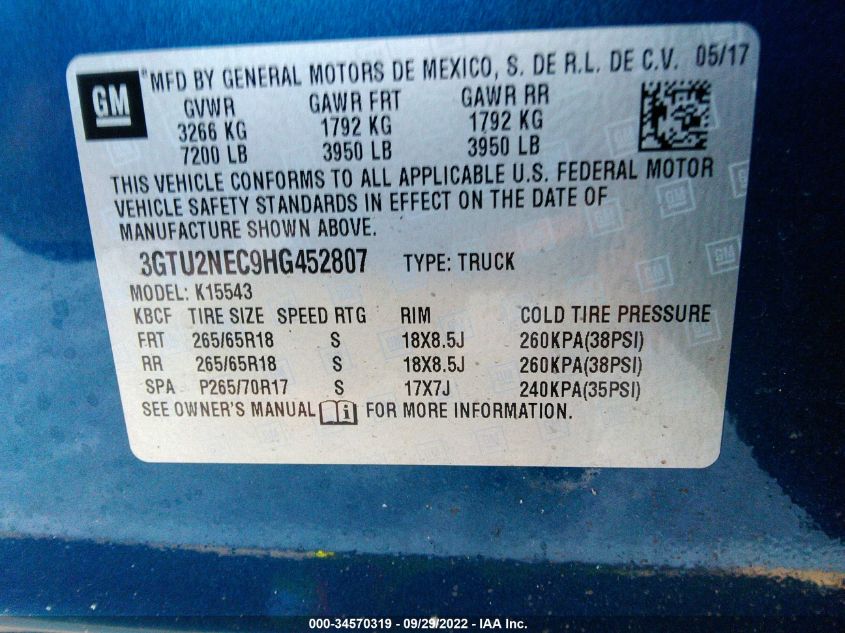 GM
*MFD BY GENERAL MOTORS DE MEXICO, S. DE R.L. DE C.V. 05/17
GVWR GAWR FRT GAWR RR
3266 KG 1792 KG 1792 KG
7200 LB 3950 LB 3950 LB
THIS VEHICLE CONFORMS TO ALL APPLICABLE U.S. FEDERAL MOTOR
VEHICLE SAFETY STANDARDS IN EFFECT ON THE DATE OF
MANUFACTURE SHOWN ABOVE.
3GTU2NEC9HG452807 TYPE: TRUCK
MODEL: K15543
KBCF TIRE SIZE SPEED RTG RIM COLD TIRE PRESSURE
FRT 265/65R18 S 18X8.5J 260KPA(38PSI)
RR 265/65R18 S 18X8.5J 260KPA(38PSI)
SPA P265/70R17 S 17X7J 240KPA(35PSI)
SEE OWNER'S MANUAL FOR MORE INFORMATION.
000-34570319 - 09/29/2022 - IAA Inc.